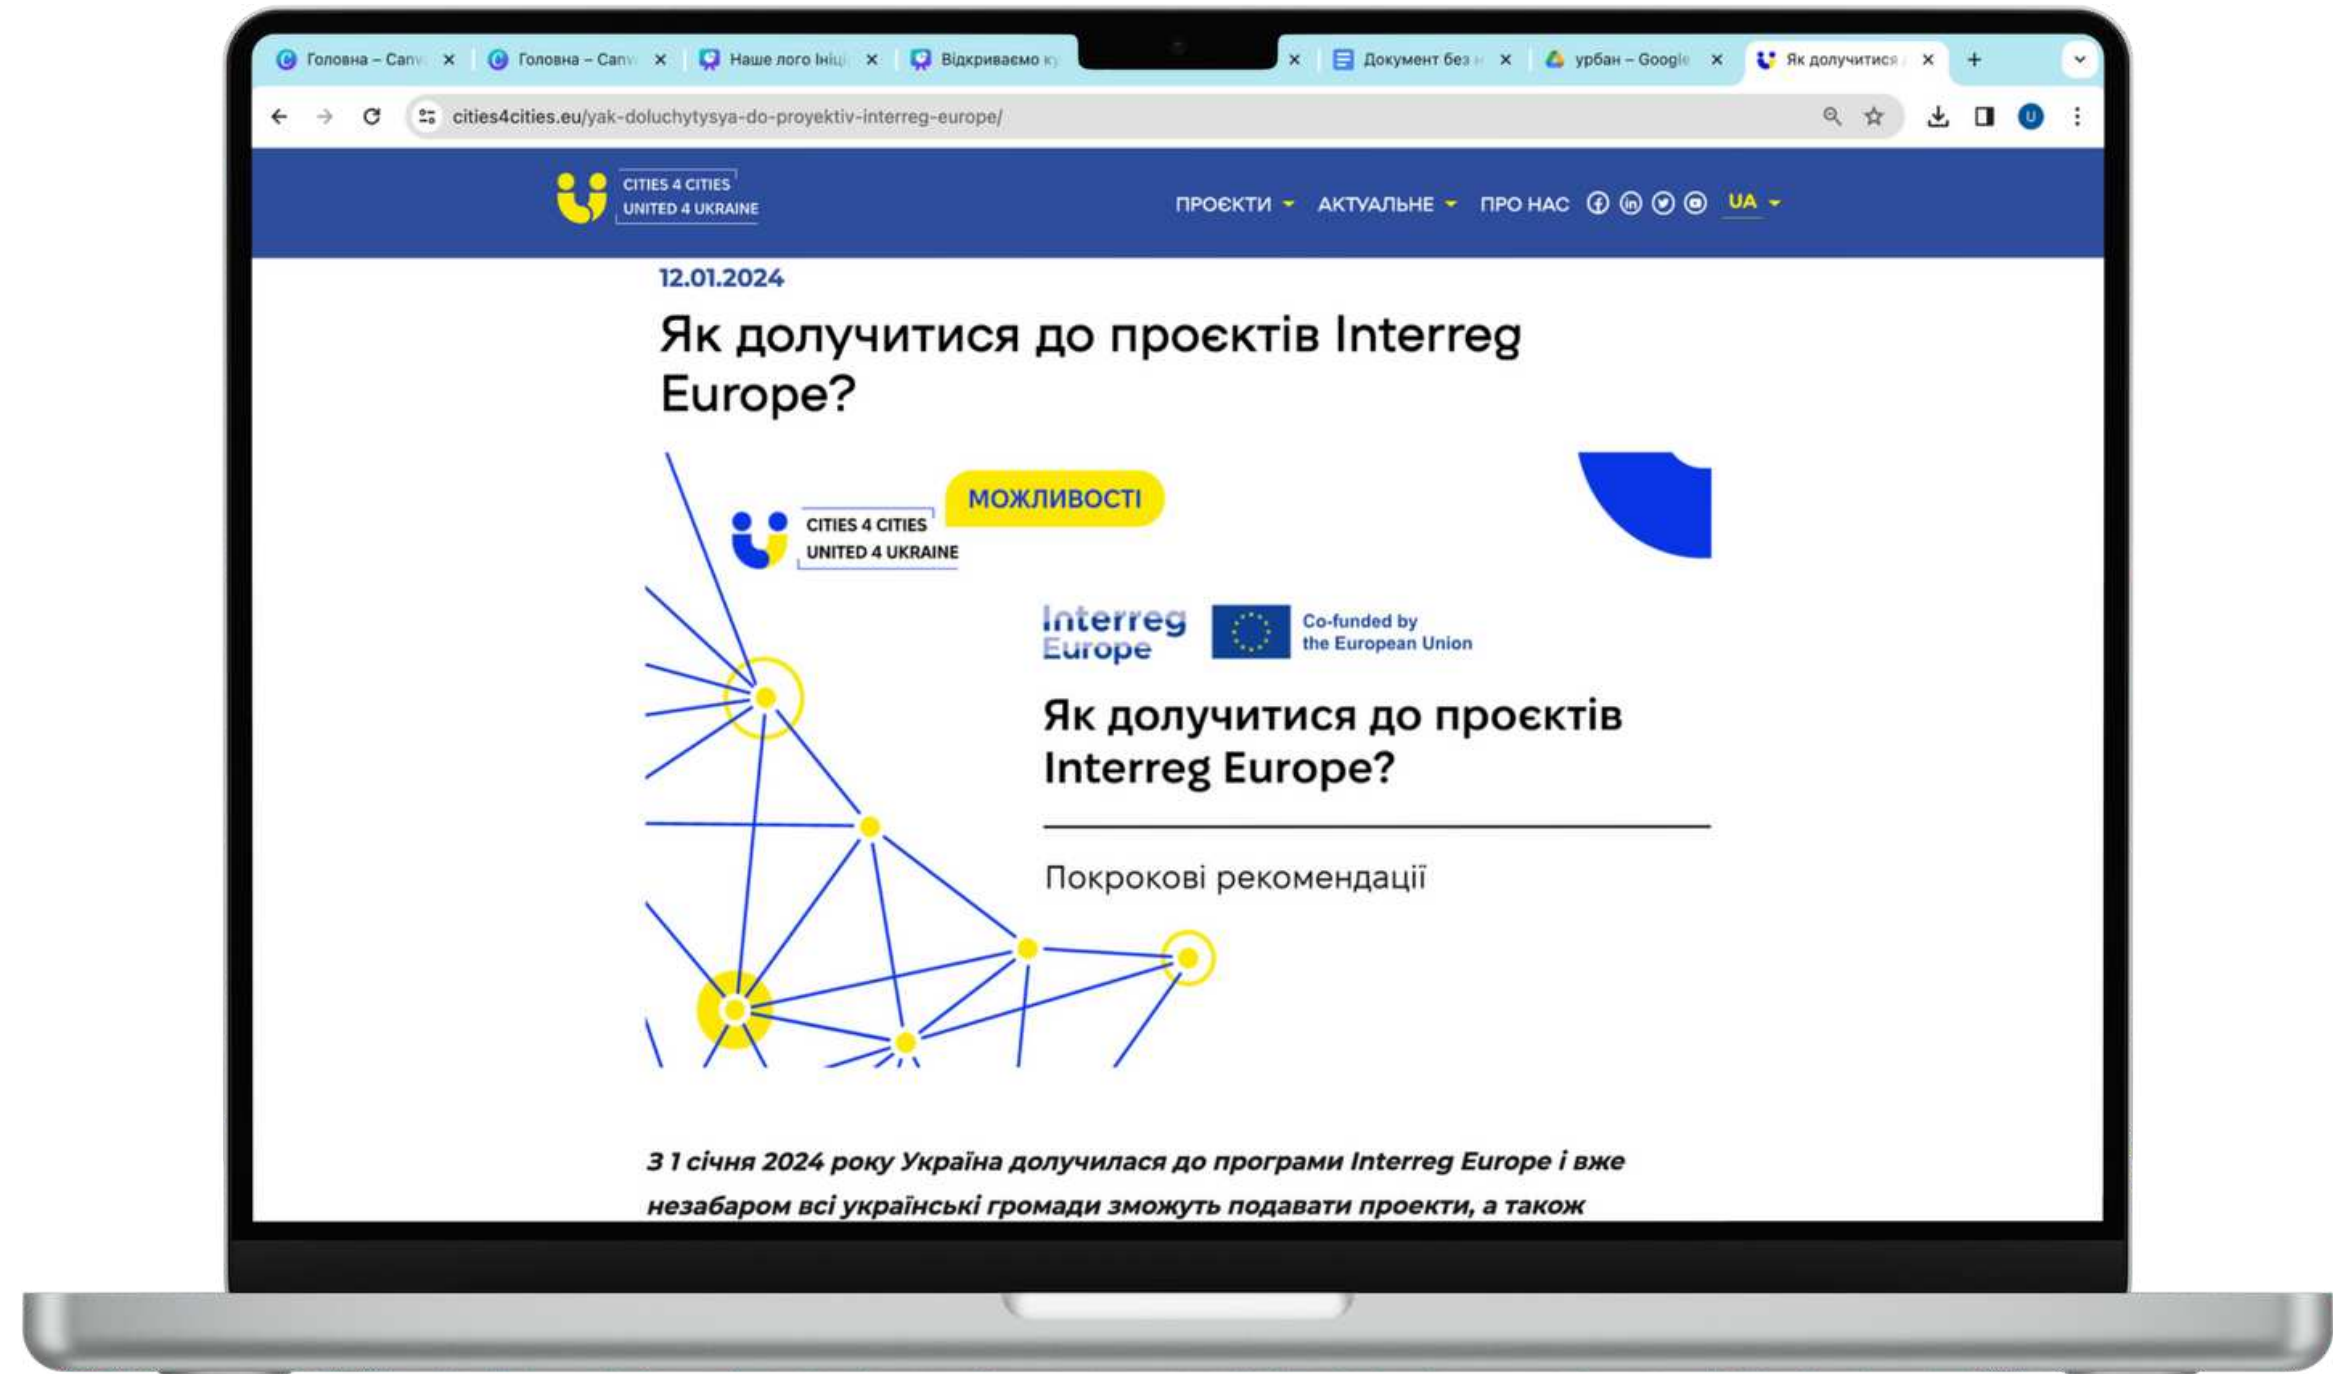 Головна – Canv
Головна – Canv
Наше лого Ініці
Відкриваємо ку
Документ без н
урбан – Google
Як долучитися
cities4cities.eu/yak-doluchytysya-do-proyektiv-interreg-europe/
U
CITIES 4 CITIES
UNITED 4 UKRAINE
ПРОЄКТИ
АКТУАЛЬНЕ
ПРО НАС
UA
12.01.2024
Як долучитися до проєктів Interreg
Europe?
МОЖЛИВОСТІ
CITIES 4 CITIES
UNITED 4 UKRAINE
Interreg
Europe
Co-funded by
the European Union
Як долучитися до проєктів
Interreg Europe?
Покрокові рекомендації
З 1 січня 2024 року Україна долучилася до програми Interreg Europe і вже
незабаром всі українські громади зможуть подавати проекти, а також